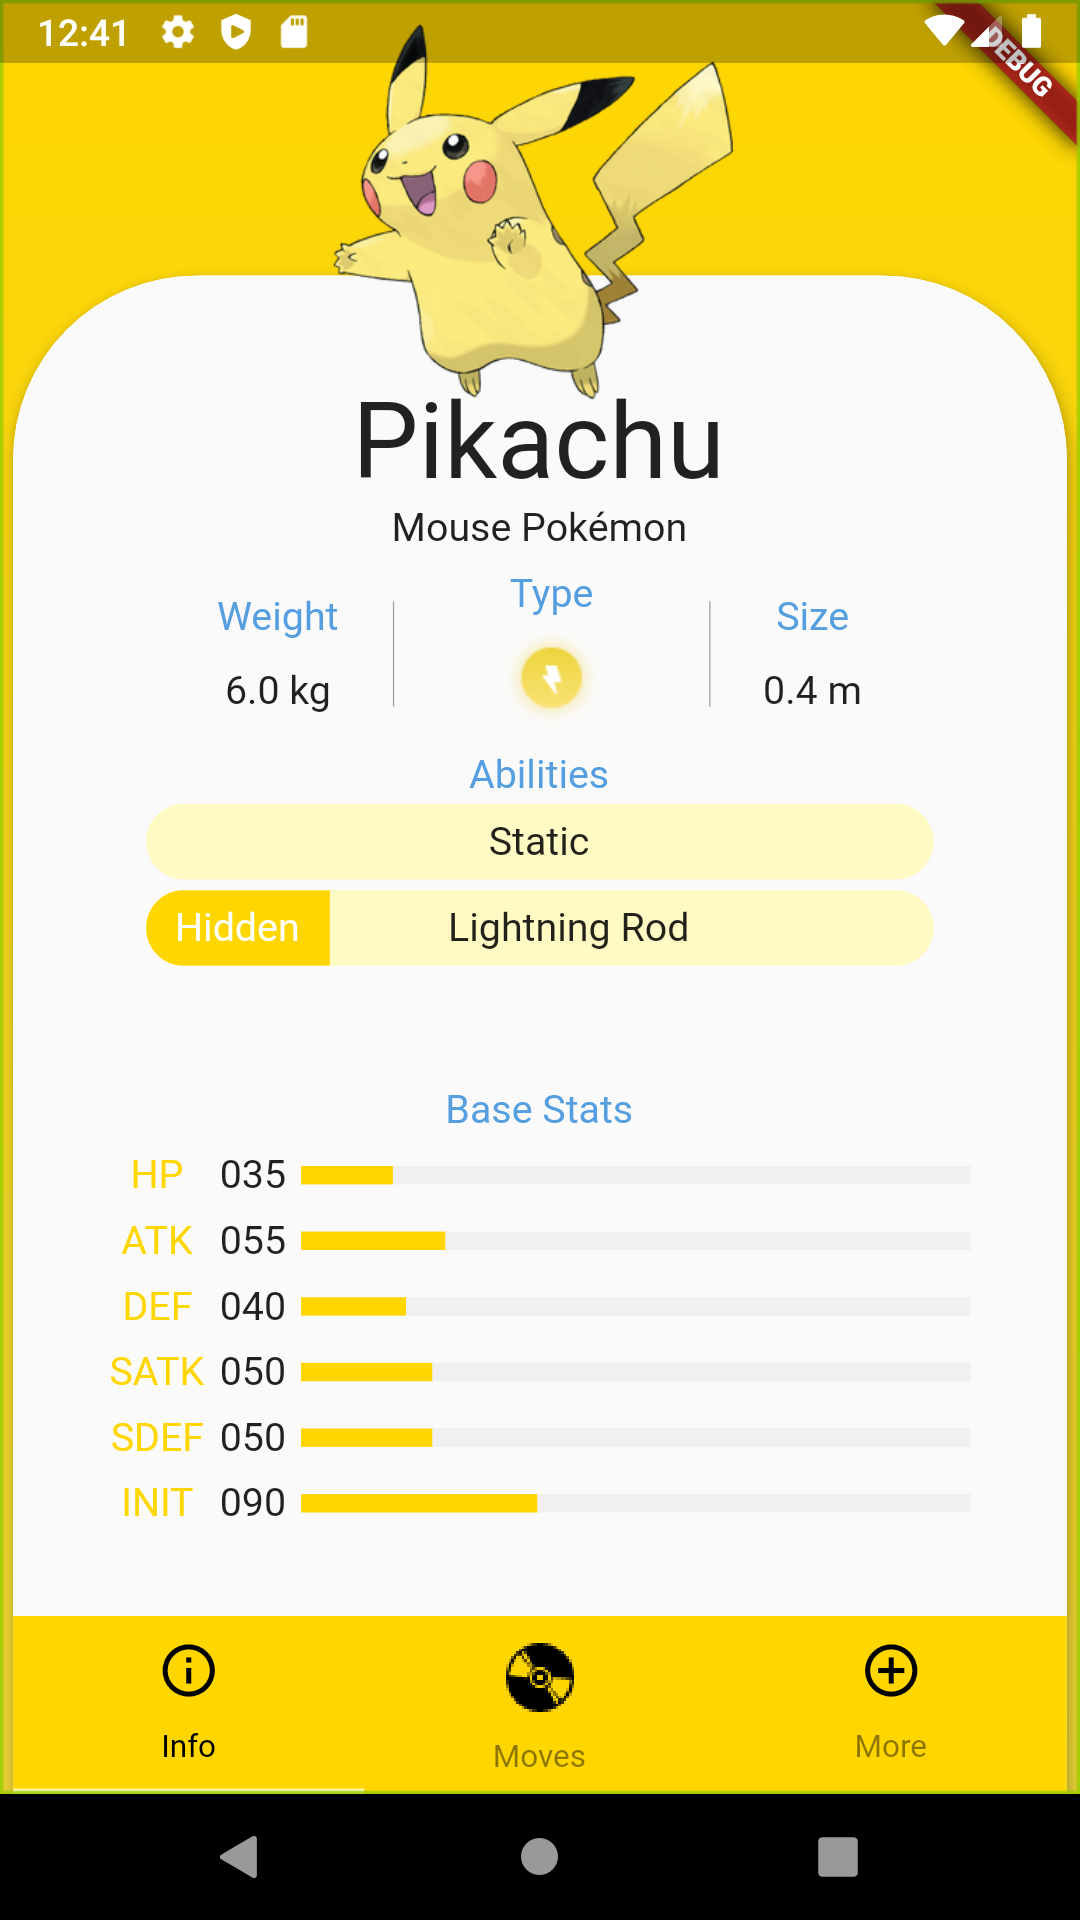 12:41
DEBUG
Pikachu
Mouse Pokémon
Weight
Type
Size
6.0 kg
0.4 m
Abilities
Static
Hidden Lightning Rod
Base Stats
HP 035
ATK 055
DEF 040
SATK 050
SDEF 050
INIT 090
Info
Moves
More